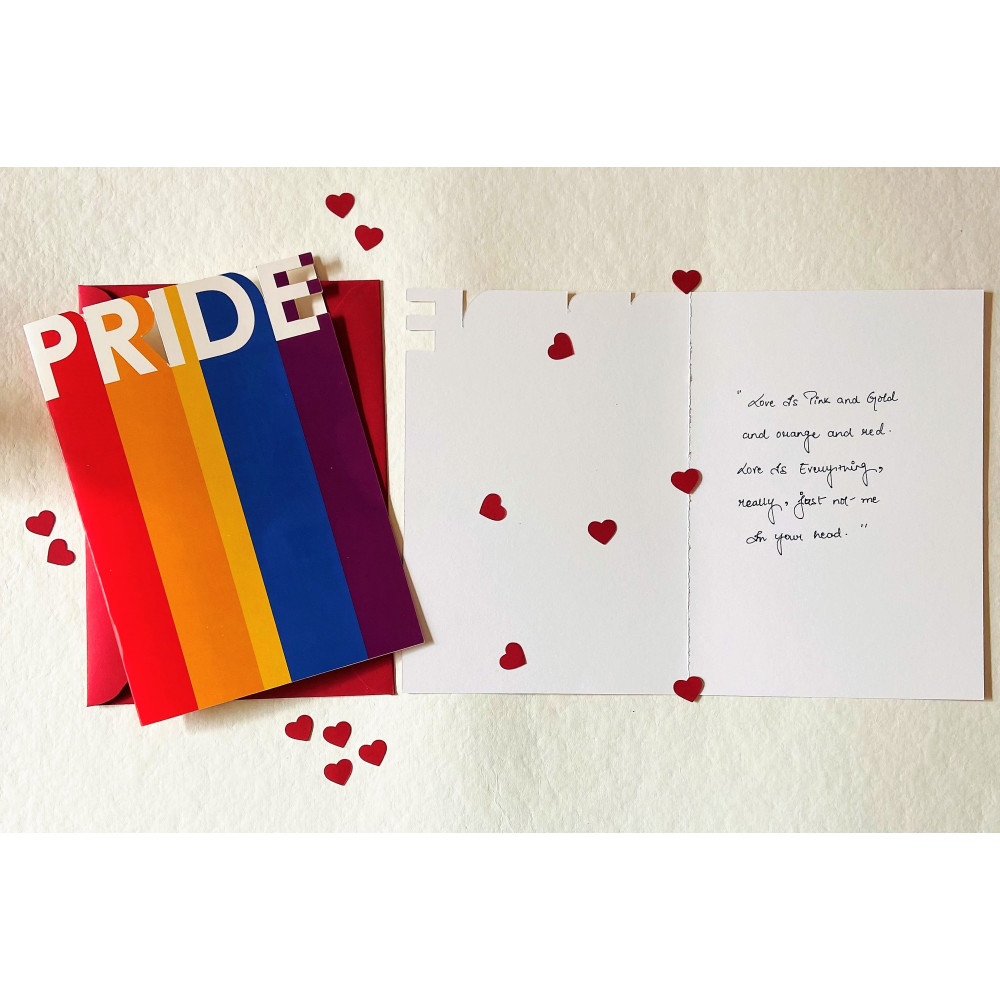 PRIDE
"Love Is Pink and Gold
and orange and red.
Love Is Everything,
really, just not me
In your head."